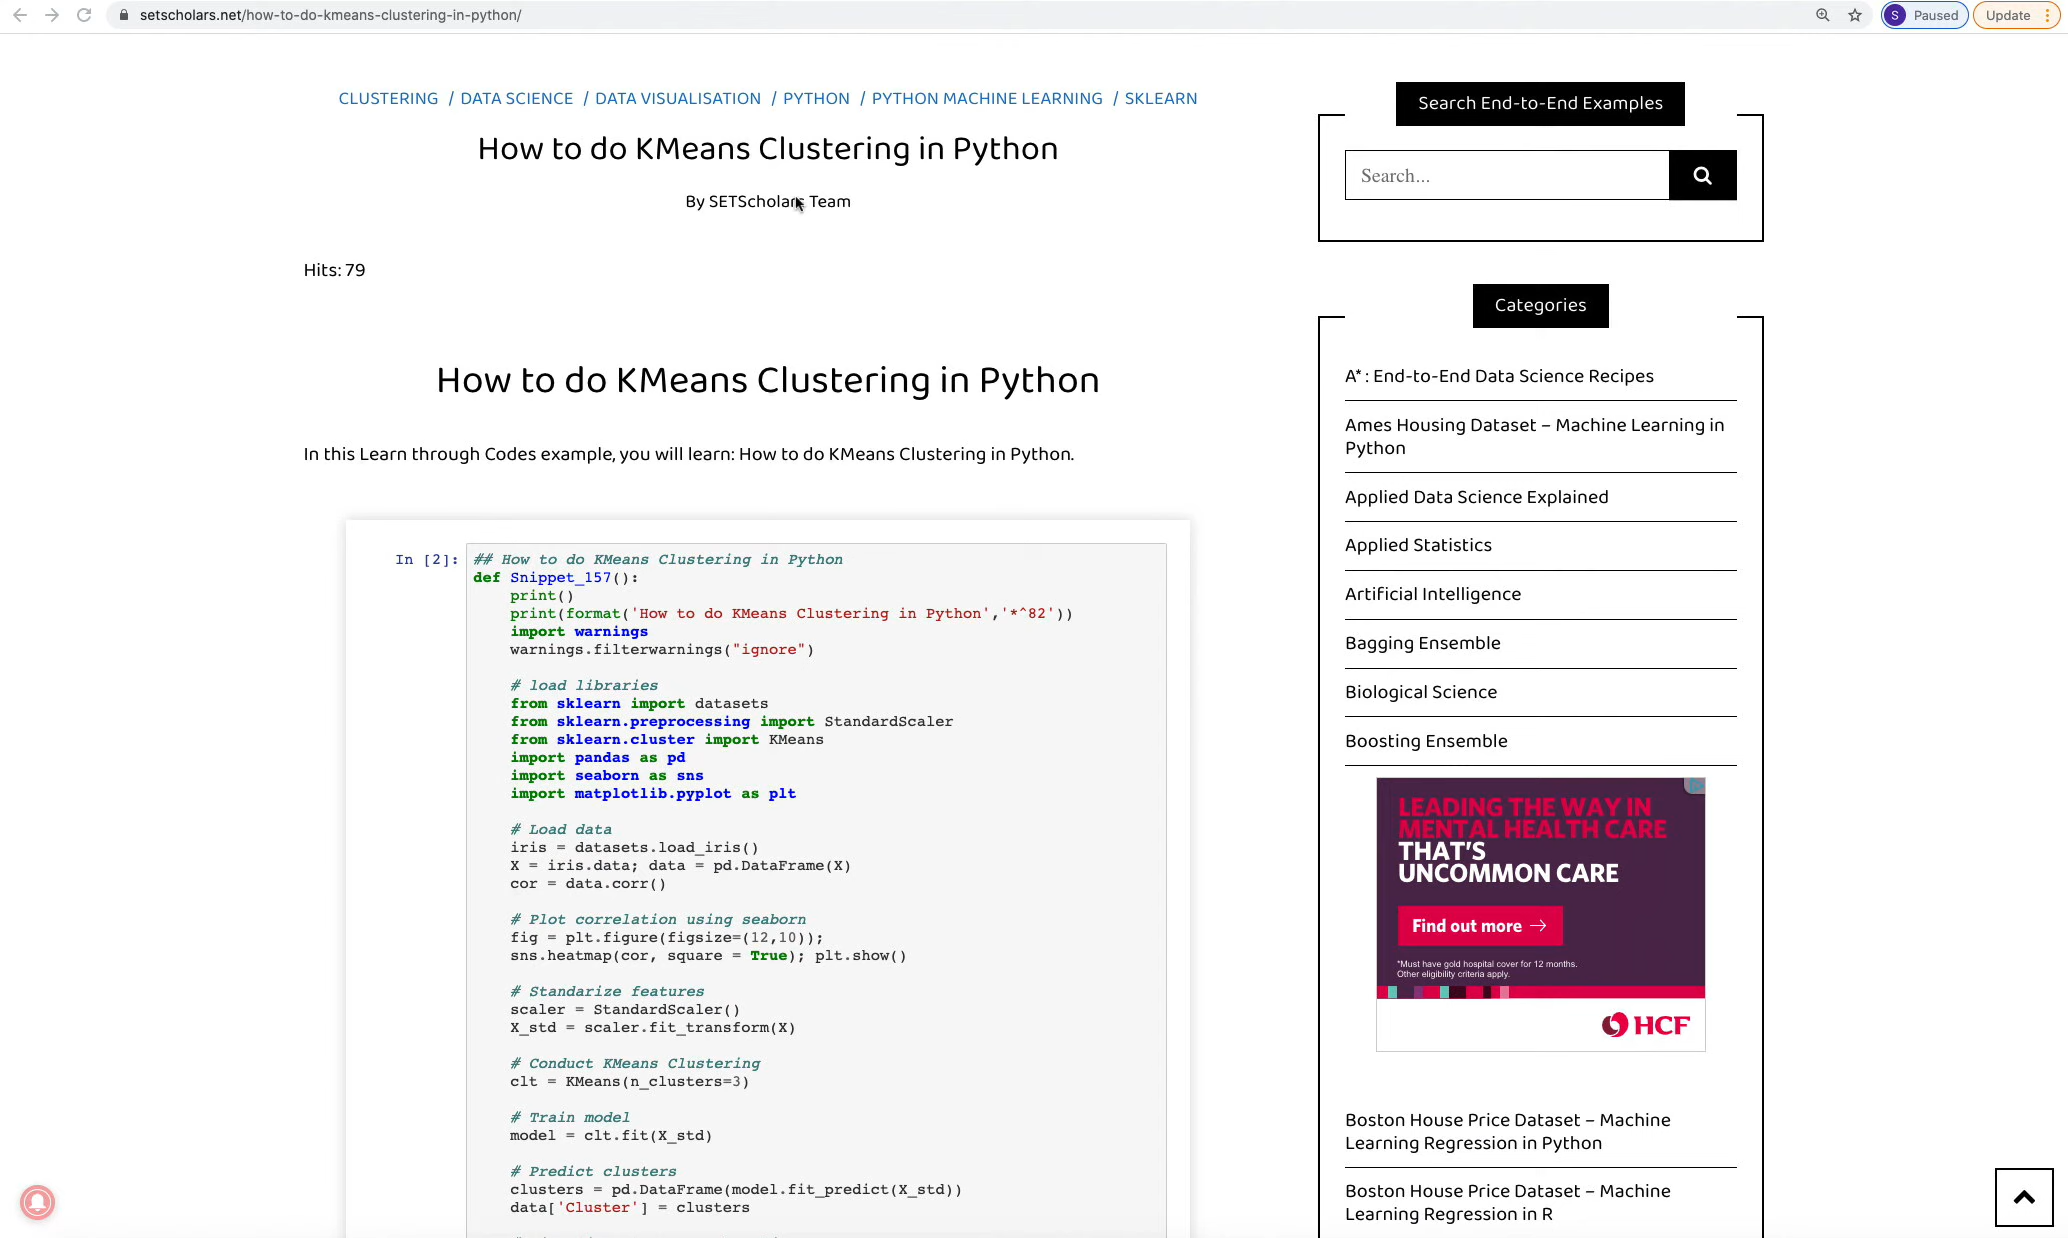 setscholars.net/how-to-do-kmeans-clustering-in-python/
S Paused
Update
CLUSTERING / DATA SCIENCE / DATA VISUALISATION / PYTHON / PYTHON MACHINE LEARNING / SKLEARN
How to do KMeans Clustering in Python
By SETScholars Team
Hits: 79
How to do KMeans Clustering in Python
In this Learn through Codes example, you will learn: How to do KMeans Clustering in Python.
In [2]:
## How to do KMeans Clustering in Python
def Snippet_157():
    print()
    print(format('How to do KMeans Clustering in Python','*^82'))
    import warnings
    warnings.filterwarnings("ignore")
    # load libraries
    from sklearn import datasets
    from sklearn.preprocessing import StandardScaler
    from sklearn.cluster import KMeans
    import pandas as pd
    import seaborn as sns
    import matplotlib.pyplot as plt
    # Load data
    iris = datasets.load_iris()
    X = iris.data; data = pd.DataFrame(X)
    cor = data.corr()
    # Plot correlation using seaborn
    fig = plt.figure(figsize=(12,10));
    sns.heatmap(cor, square = True); plt.show()
    # Standarize features
    scaler = StandardScaler()
    X_std = scaler.fit_transform(X)
    # Conduct KMeans Clustering
    clt = KMeans(n_clusters=3)
    # Train model
    model = clt.fit(X_std)
    # Predict clusters
    clusters = pd.DataFrame(model.fit_predict(X_std))
    data['Cluster'] = clusters
Search End-to-End Examples
Search...
Categories
A* : End-to-End Data Science Recipes
Ames Housing Dataset – Machine Learning in
Python
Applied Data Science Explained
Applied Statistics
Artificial Intelligence
Bagging Ensemble
Biological Science
Boosting Ensemble
LEADING THE WAY IN
MENTAL HEALTH CARE
THAT'S
UNCOMMON CARE
Find out more →
*Must have gold hospital cover for 12 months.
Other eligibility criteria apply.
HCF
Boston House Price Dataset – Machine
Learning Regression in Python
Boston House Price Dataset – Machine
Learning Regression in R